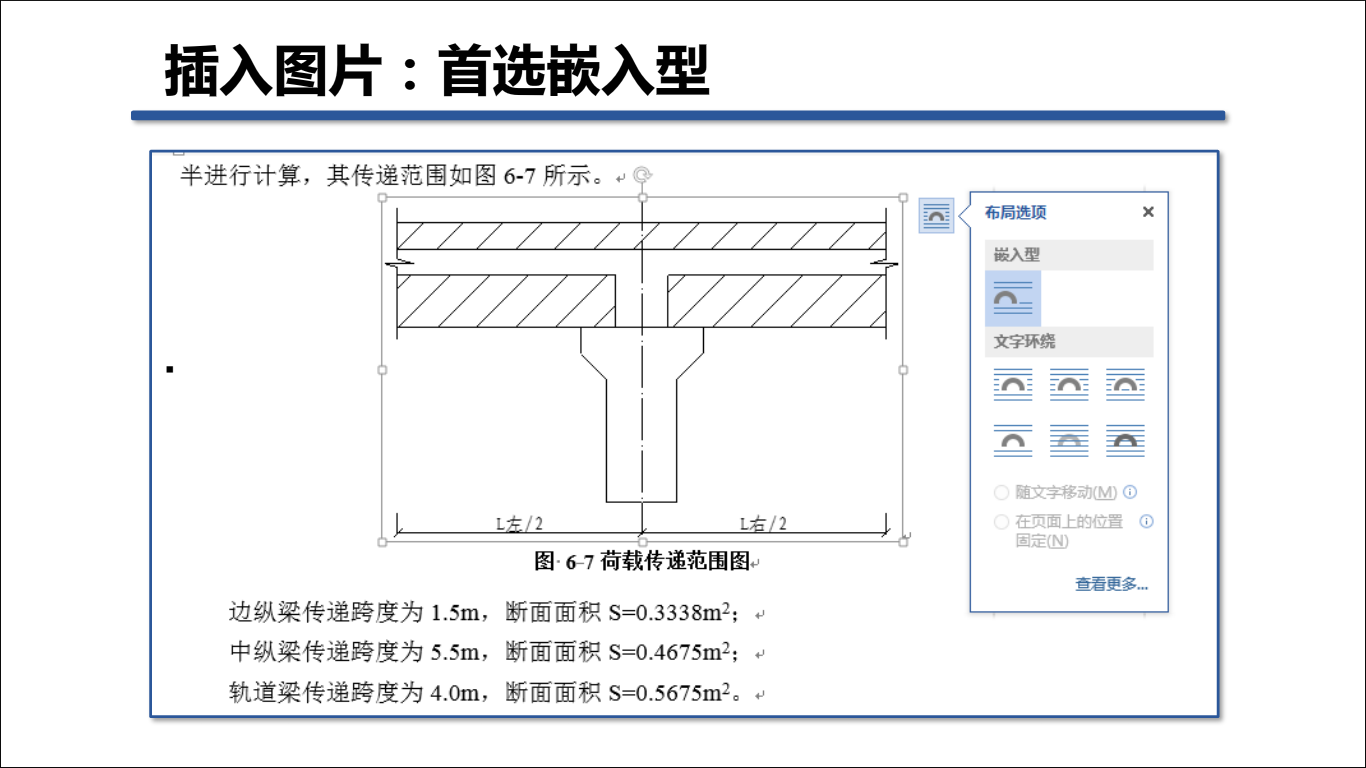 插入图片：首选嵌入型
半进行计算，其传递范围如图 6-7 所示。
L左/2
L右/2
图 6-7 荷载传递范围图
边纵梁传递跨度为 1.5m，断面面积 S=0.3338m²；
中纵梁传递跨度为 5.5m，断面面积 S=0.4675m²；
轨道梁传递跨度为 4.0m，断面面积 S=0.5675m²。
布局选项
嵌入型
文字环绕
随文字移动(M)
在页面上的位置
固定(N)
查看更多...